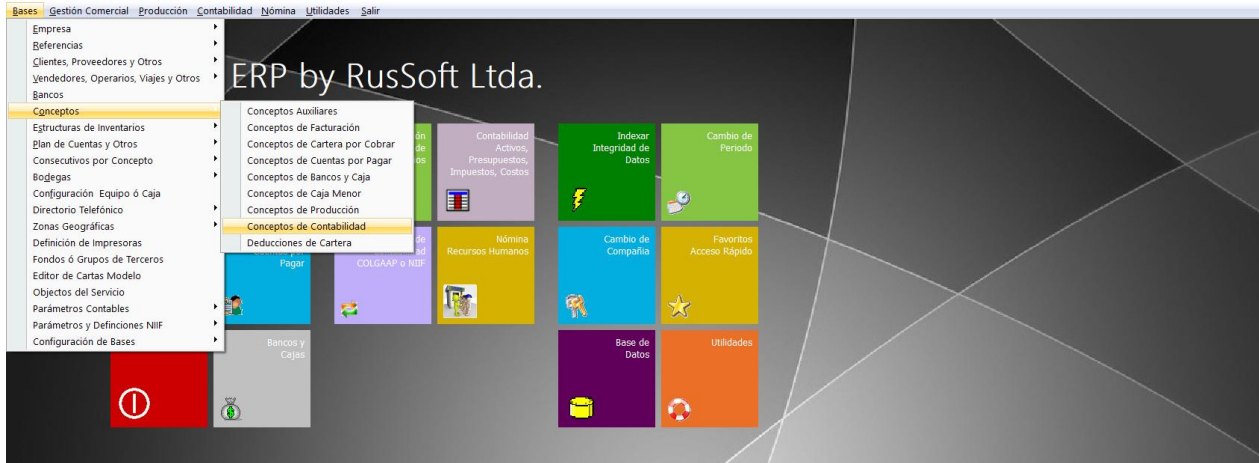 Bases Gestión Comercial Producción Contabilidad Nómina Utilidades Salir
Empresa
Referencias
Clientes, Proveedores y Otros
Vendedores, Operarios, Viajes y Otros
Bancos
Conceptos
Estructuras de Inventarios
Plan de Cuentas y Otros
Consecutivos por Concepto
Bodegas
Configuración Equipo ó Caja
Directorio Telefónico
Zonas Geográficas
Definición de Impresoras
Fondos ó Grupos de Terceros
Editor de Cartas Modelo
Objectos del Servicio
Parámetros Contables
Parámetros y Definciones NIIF
Configuración de Bases
Conceptos Auxiliares
Conceptos de Facturación
Conceptos de Cartera por Cobrar
Conceptos de Cuentas por Pagar
Conceptos de Bancos y Caja
Conceptos de Caja Menor
Conceptos de Producción
Conceptos de Contabilidad
Deducciones de Cartera
ERP by RusSoft Ltda.
Contabilidad
Activos,
Presupuestos,
Impuestos, Costos
Indexar
Integridad de
Datos
Cambio de
Periodo
Pagar
COLGAAP o NIIF
Nómina
Recursos Humanos
Cambio de
Compañia
Favoritos
Acceso Rápido
Bancos y
Cajas
Base de
Datos
Utilidades